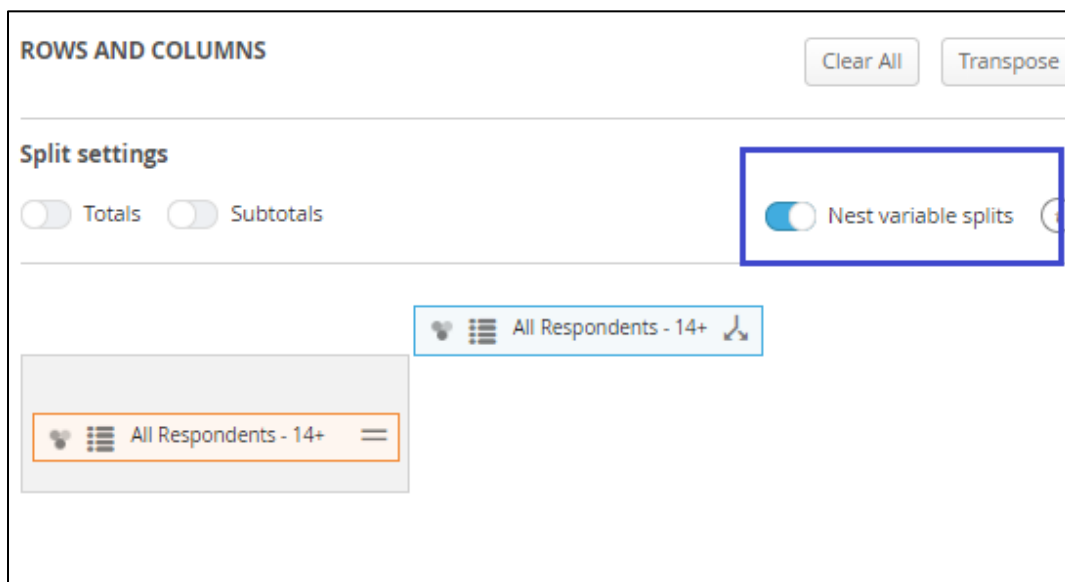 ROWS AND COLUMNS
Clear All
Transpose
Split settings
Totals
Subtotals
Nest variable splits
All Respondents - 14+
All Respondents - 14+